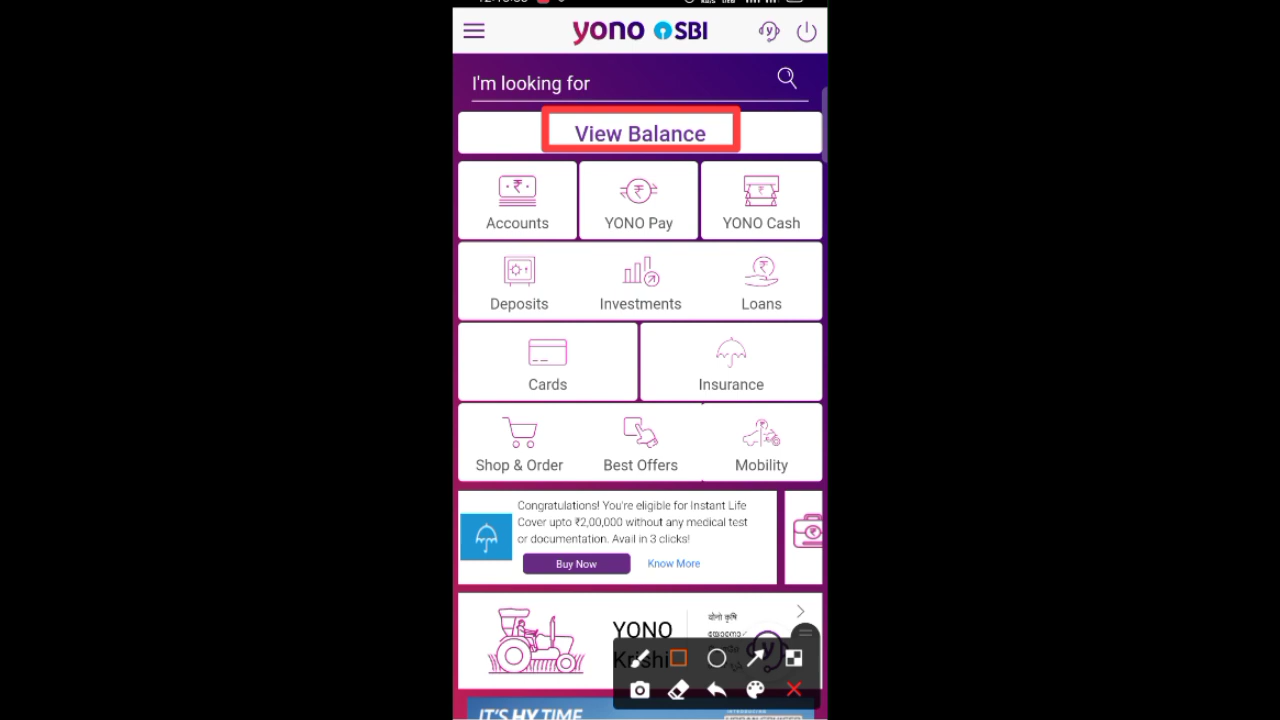 yono SBI
I'm looking for
View Balance
Accounts
YONO Pay
YONO Cash
Deposits
Investments
Loans
Cards
Insurance
Shop & Order
Best Offers
Mobility
Congratulations! You're eligible for Instant Life
Cover upto ₹2,00,000 without any medical test
or documentation. Avail in 3 clicks!
Buy Now
Know More
YONO
Krishi
योनो कृषि
IT'S HY TIME